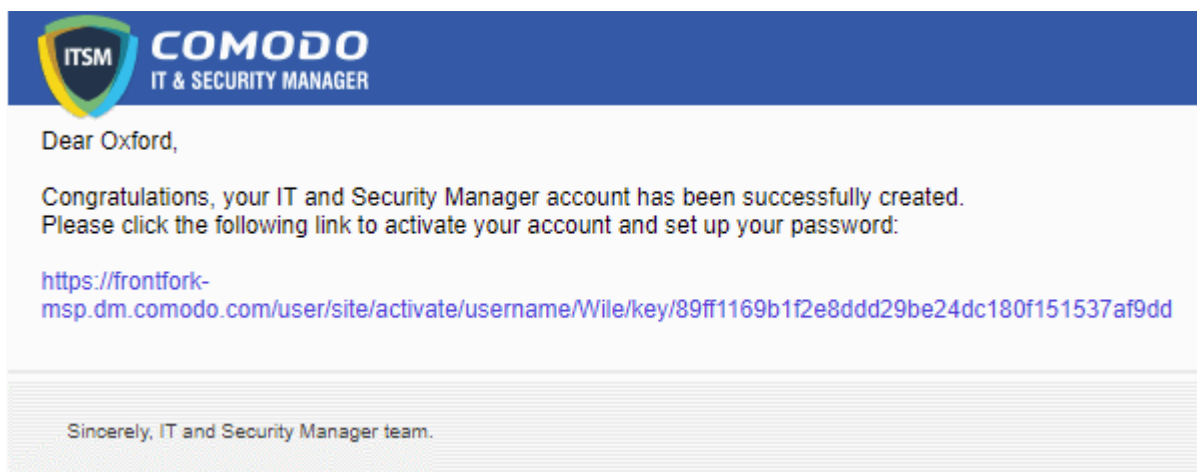 ITSM
COMODO
IT & SECURITY MANAGER
Dear Oxford,
Congratulations, your IT and Security Manager account has been successfully created.
Please click the following link to activate your account and set up your password:
https://frontfork-
msp.dm.comodo.com/user/site/activate/username/Wile/key/89ff1169b1f2e8ddd29be24dc180f151537af9dd
Sincerely, IT and Security Manager team.